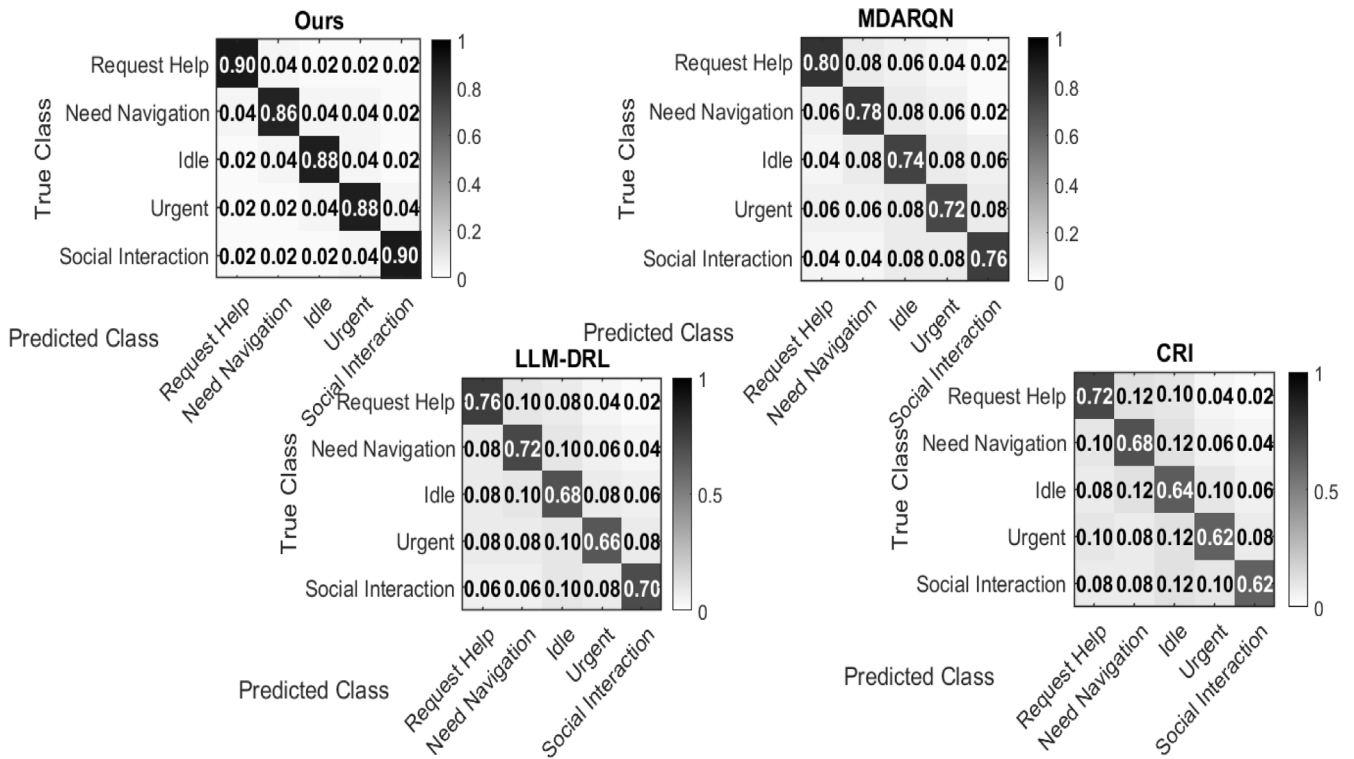 Ours
True Class
Request Help 0.90 0.04 0.02 0.02 0.02
Need Navigation 0.04 0.86 0.04 0.04 0.02
Idle 0.02 0.04 0.88 0.04 0.02
Urgent 0.02 0.02 0.04 0.88 0.04
Social Interaction 0.02 0.02 0.02 0.04 0.90
1
0.8
0.6
0.4
0.2
0
Predicted Class
Request Help
Need Navigation
Idle
Urgent
Social Interaction
MDARQN
True Class
Request Help 0.80 0.08 0.06 0.04 0.02
Need Navigation 0.06 0.78 0.08 0.06 0.02
Idle 0.04 0.08 0.74 0.08 0.06
Urgent 0.06 0.06 0.08 0.72 0.08
Social Interaction 0.04 0.04 0.08 0.08 0.76
1
0.8
0.6
0.4
0.2
0
Predicted Class
Request Help
Need Navigation
Idle
Urgent
Social Interaction
LLM-DRL
True Class
Request Help 0.76 0.10 0.08 0.04 0.02
Need Navigation 0.08 0.72 0.10 0.06 0.04
Idle 0.08 0.10 0.68 0.08 0.06
Urgent 0.08 0.08 0.10 0.66 0.08
Social Interaction 0.06 0.06 0.10 0.08 0.70
1
0.5
0
Predicted Class
Request Help
Need Navigation
Idle
Urgent
Social Interaction
CRI
True Class
Request Help 0.72 0.12 0.10 0.04 0.02
Need Navigation 0.10 0.68 0.12 0.06 0.04
Idle 0.08 0.12 0.64 0.10 0.06
Urgent 0.10 0.08 0.12 0.62 0.08
Social Interaction 0.08 0.08 0.12 0.10 0.62
1
0.5
0
Predicted Class
Request Help
Need Navigation
Idle
Urgent
Social Interaction